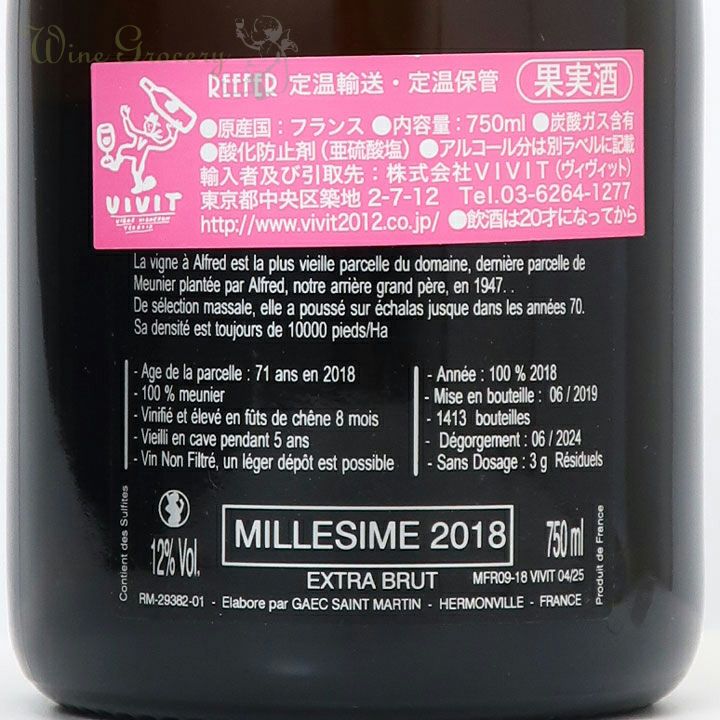 Wine Grocery
REEFER 定温輸送・定温保管 果実酒
●原産国：フランス ●内容量：750ml ●炭酸ガス含有
●酸化防止剤（亜硫酸塩）●アルコール分は別ラベルに記載
輸入者及び引取先：株式会社VIVIT（ヴィヴィット）
東京都中央区築地 2-7-12 Tel.03-6264-1277
http://www.vivit2012.co.jp/ ●飲酒は20才になってから
VIVIT
VIGNE VIGNERON
TERROIR
La vigne à Alfred est la plus vieille parcelle du domaine, dernière parcelle de
Meunier plantée par Alfred, notre arrière grand père, en 1947. .
De sélection massale, elle a poussé sur échalas jusque dans les années 70.
Sa densité est toujours de 10000 pieds/Ha
- Age de la parcelle : 71 ans en 2018
- 100 % meunier
- Vinifié et élevé en fûts de chêne 8 mois
- Vieilli en cave pendant 5 ans
- Vin Non Filtré, un léger dépôt est possible
- Année : 100 % 2018
- Mise en bouteille : 06 / 2019
- 1413 bouteilles
- Dégorgement : 06 / 2024
- Sans Dosage : 3 g Résiduels
Contient des Sulfites
12% Vol.
MILLESIME 2018
750 ml
Produit de France
EXTRA BRUT
MFR09-18 VIVIT 04/25
RM-29382-01 - Elabore par GAEC SAINT MARTIN - HERMONVILLE - FRANCE